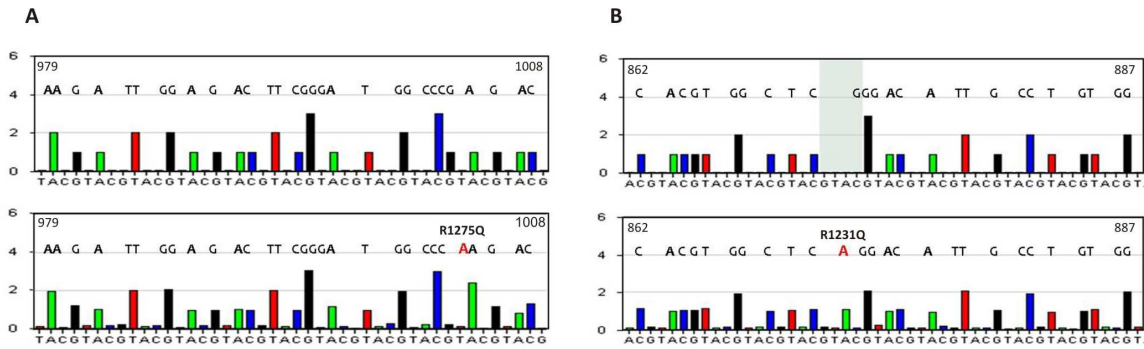 A
B
6
979
1008
AA G A TT GG A G AC TT CGGGA T GG CCCG A G AC
4
2
0
TACGTACGTACGTACGTACGTACGTACGTACGTACGTACGTACG
6
862
887
C ACGT GG C T C GGG AC A TT G CC T GT GG
4
2
0
ACGTACGTACGTACGTACGTACGTACGTACGTACGTACGTACGTACGT
6
979
1008
R1275Q
AA G A TT GG A G AC TT CGGGA T GG CCC AA G AC
4
2
0
TACGTACGTACGTACGTACGTACGTACGTACGTACGTACGTACG
6
862
887
R1231Q
C ACGT GG C T C A GG AC A TT G CC T GT GG
4
2
0
ACGTACGTACGTACGTACGTACGTACGTACGTACGTACGTACGTACGT